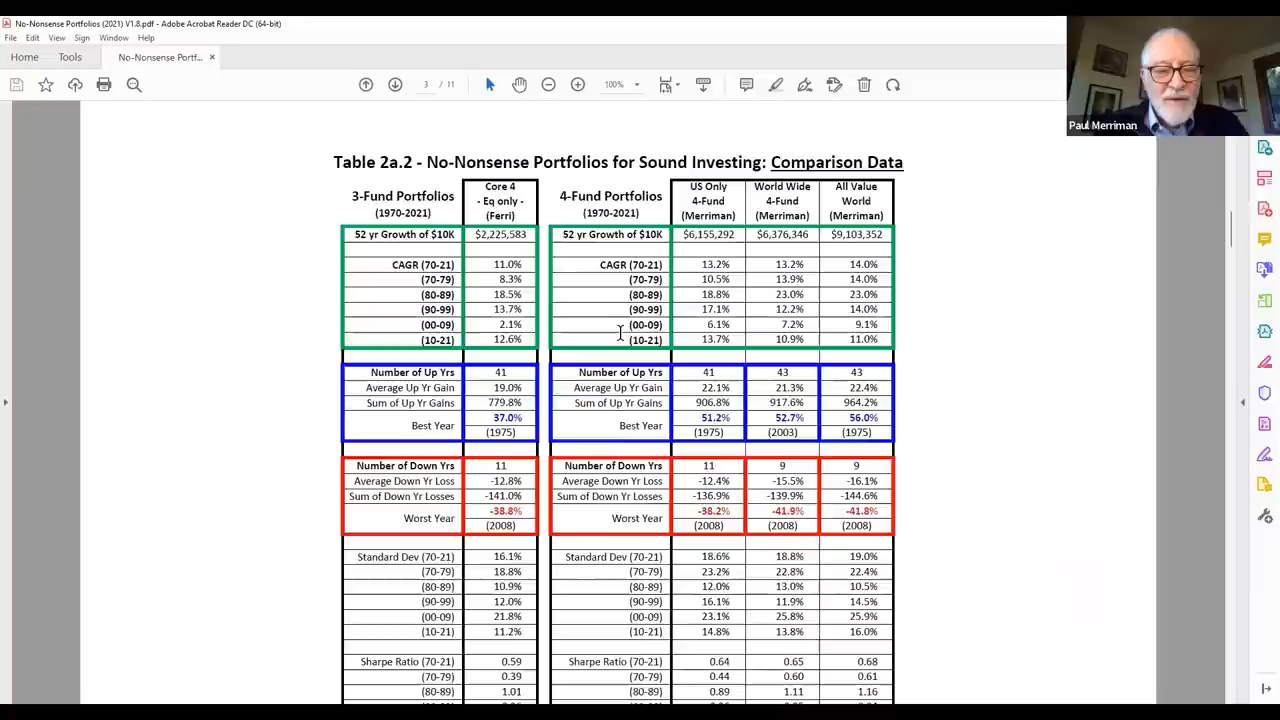 No-Nonsense Portfolios (2021) V1.8.pdf - Adobe Acrobat Reader DC (64-bit)
File Edit View Sign Window Help
Home Tools No-Nonsense Portf... ×
3 / 11 100%
Paul Merriman
Table 2a.2 - No-Nonsense Portfolios for Sound Investing: Comparison Data
3-Fund Portfolios
(1970-2021)
Core 4
- Eq only -
(Ferri)
52 yr Growth of $10K $2,225,583
CAGR (70-21) 11.0%
(70-79) 8.3%
(80-89) 18.5%
(90-99) 13.7%
(00-09) 2.1%
(10-21) 12.6%
Number of Up Yrs 41
Average Up Yr Gain 19.0%
Sum of Up Yr Gains 779.8%
Best Year 37.0%
(1975)
Number of Down Yrs 11
Average Down Yr Loss -12.8%
Sum of Down Yr Losses -141.0%
Worst Year -38.8%
(2008)
Standard Dev (70-21) 16.1%
(70-79) 18.8%
(80-89) 10.9%
(90-99) 12.0%
(00-09) 21.8%
(10-21) 11.2%
Sharpe Ratio (70-21) 0.59
(70-79) 0.39
(80-89) 1.01
4-Fund Portfolios
(1970-2021)
US Only
4-Fund
(Merriman)
World Wide
4-Fund
(Merriman)
All Value
World
(Merriman)
52 yr Growth of $10K $6,155,292 $6,376,346 $9,103,352
CAGR (70-21) 13.2% 13.2% 14.0%
(70-79) 10.5% 13.9% 14.0%
(80-89) 18.8% 23.0% 23.0%
(90-99) 17.1% 12.2% 14.0%
(00-09) 6.1% 7.2% 9.1%
(10-21) 13.7% 10.9% 11.0%
Number of Up Yrs 41 43 43
Average Up Yr Gain 22.1% 21.3% 22.4%
Sum of Up Yr Gains 906.8% 917.6% 964.2%
Best Year 51.2% 52.7% 56.0%
(1975) (2003) (1975)
Number of Down Yrs 11 9 9
Average Down Yr Loss -12.4% -15.5% -16.1%
Sum of Down Yr Losses -136.9% -139.9% -144.6%
Worst Year -38.2% -41.9% -41.8%
(2008) (2008) (2008)
Standard Dev (70-21) 18.6% 18.8% 19.0%
(70-79) 23.2% 22.8% 22.4%
(80-89) 12.0% 13.0% 10.5%
(90-99) 16.1% 11.9% 14.5%
(00-09) 23.1% 25.8% 25.9%
(10-21) 14.8% 13.8% 16.0%
Sharpe Ratio (70-21) 0.64 0.65 0.68
(70-79) 0.44 0.60 0.61
(80-89) 0.89 1.11 1.16